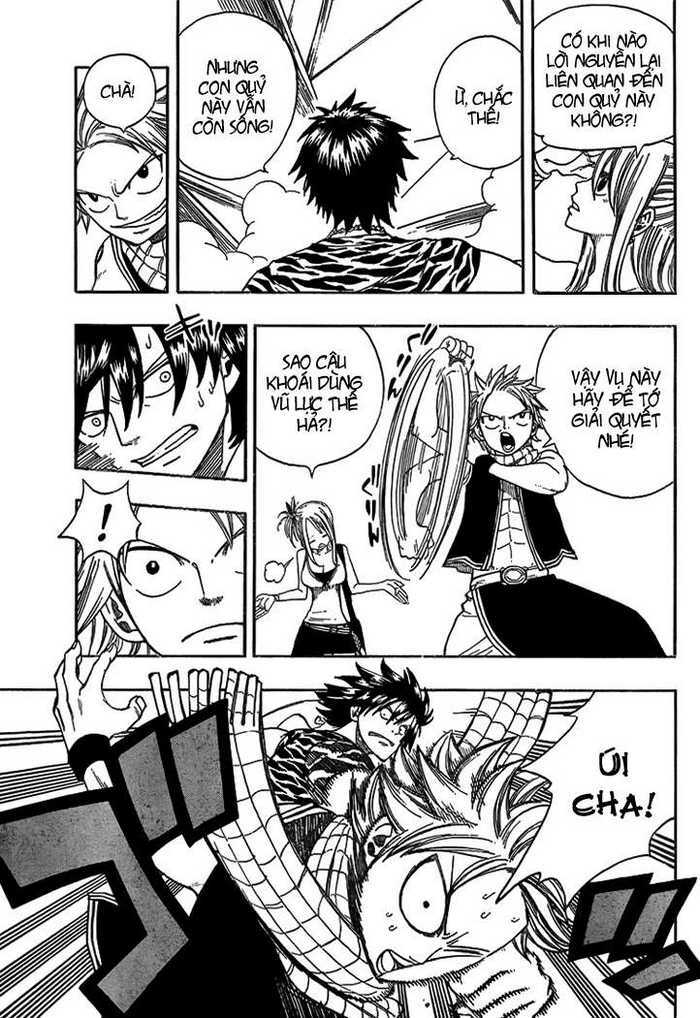 CÓ KHI NÀO
LỜI NGUYỀN LẠI
LIÊN QUAN ĐẾN
CON QUỶ NÀY
KHÔNG?!
Ừ, CHẮC
THẾ!
NHƯNG
CON QUỶ
NÀY VẪN
CÒN SỐNG!
CHÀ!
VẬY VỤ NÀY
HÃY ĐỂ TỚ
GIẢI QUYẾT
NHÉ!
SAO CẬU
KHOÁI DÙNG
VŨ LỰC THẾ
HẢ?!
!
ÚI
CHA!